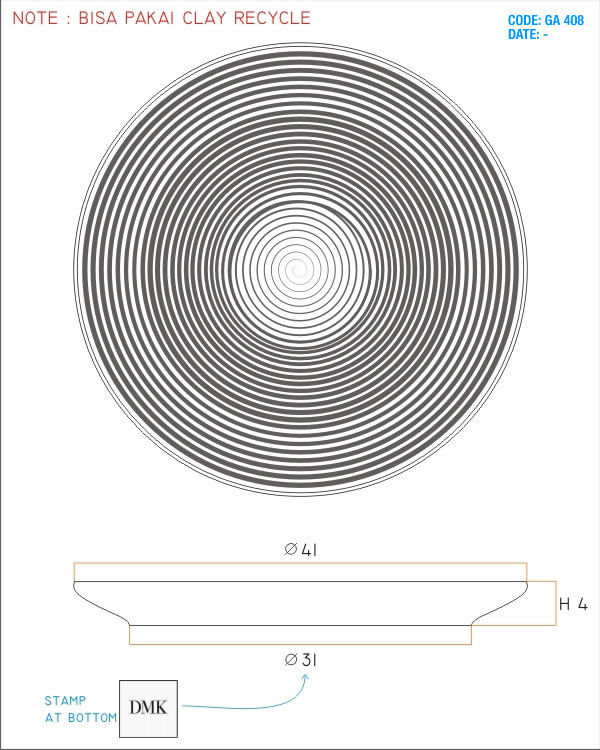 NOTE : BISA PAKAI CLAY RECYCLE
CODE: GA 408
DATE: -
Ø 41
H 4
Ø 31
STAMP
AT BOTTOM
DMK